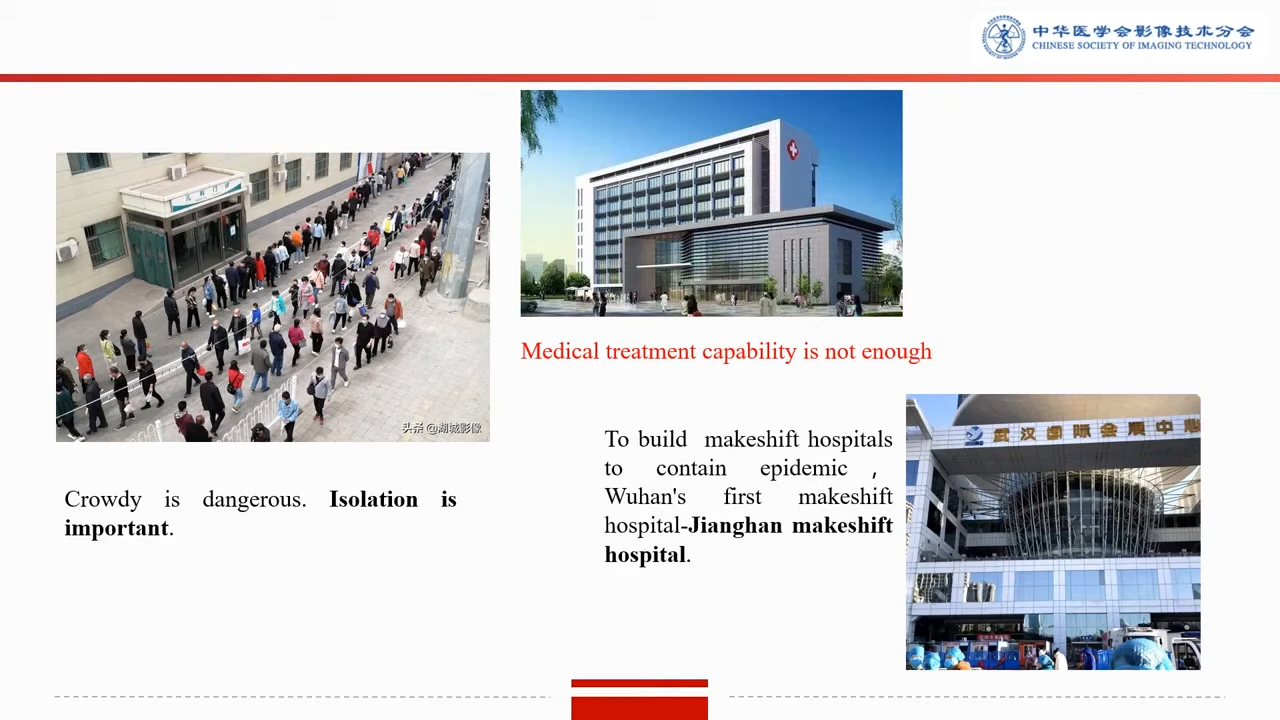 中华医学会影像技术分会
CHINESE SOCIETY OF IMAGING TECHNOLOGY
头条 @湖城影像
Crowdy is dangerous. Isolation is
important.
Medical treatment capability is not enough
To build makeshift hospitals
to contain epidemic ，
Wuhan's first makeshift
hospital-Jianghan makeshift
hospital.
武汉国际会展中心